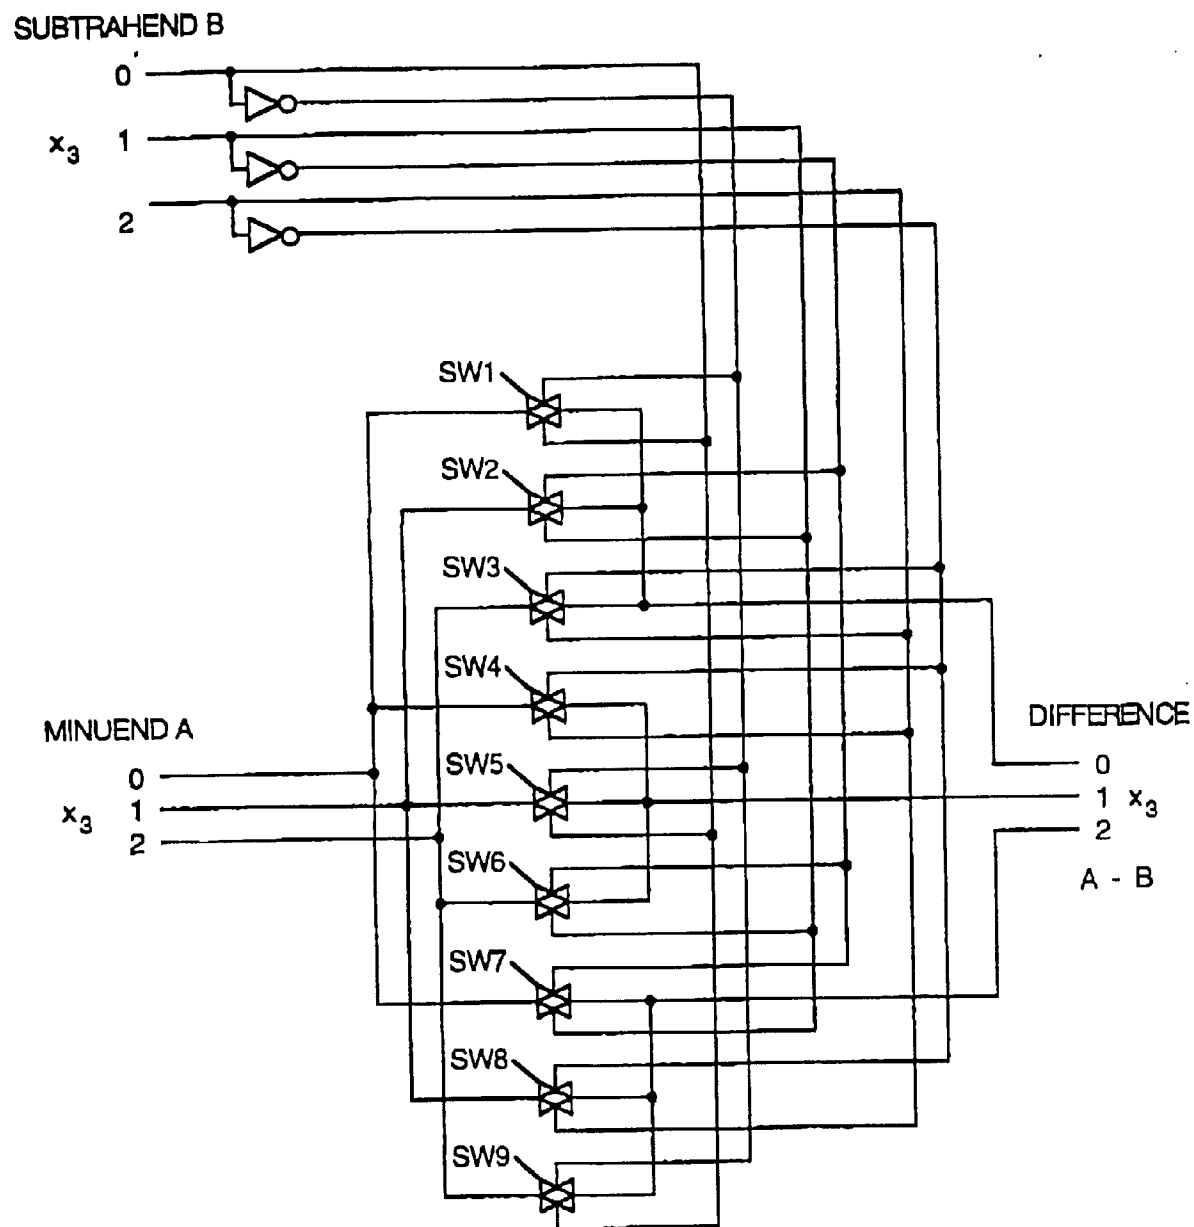 SUBTRAHEND B
0
x3 1
2
SW1
SW2
SW3
SW4
MINUEND A
DIFFERENCE
SW5
0
0
x3 1
1 x3
2
2
SW6
A - B
SW7
SW8
SW9